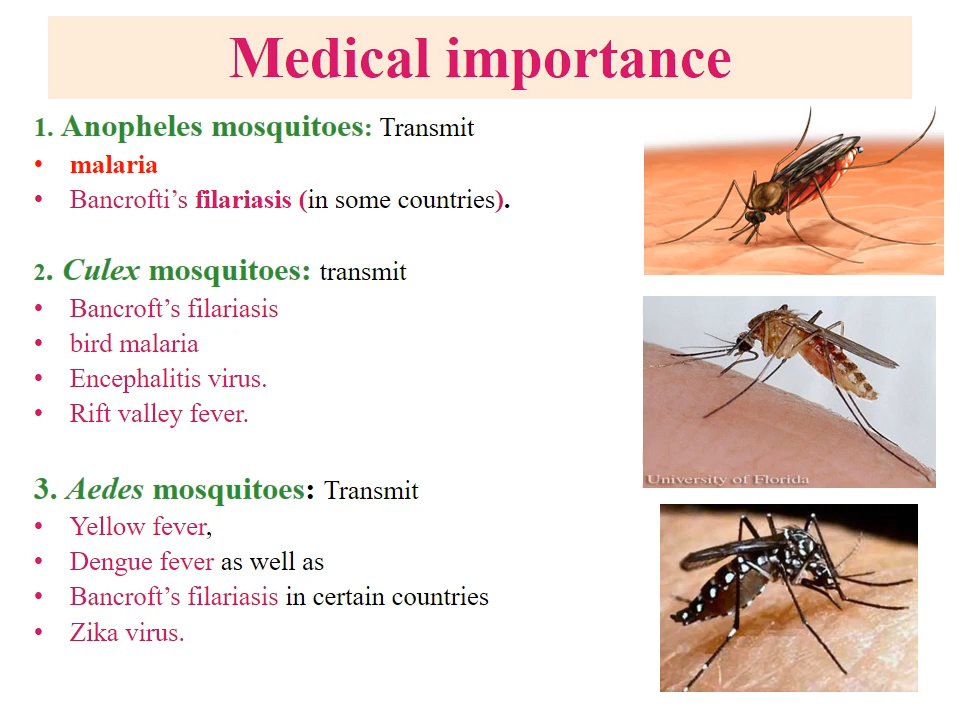 Medical importance
1. Anopheles mosquitoes: Transmit
• malaria
• Bancrofti’s filariasis (in some countries).
2. Culex mosquitoes: transmit
• Bancroft’s filariasis
• bird malaria
• Encephalitis virus.
• Rift valley fever.
University of Florida
3. Aedes mosquitoes: Transmit
• Yellow fever,
• Dengue fever as well as
• Bancroft’s filariasis in certain countries
• Zika virus.